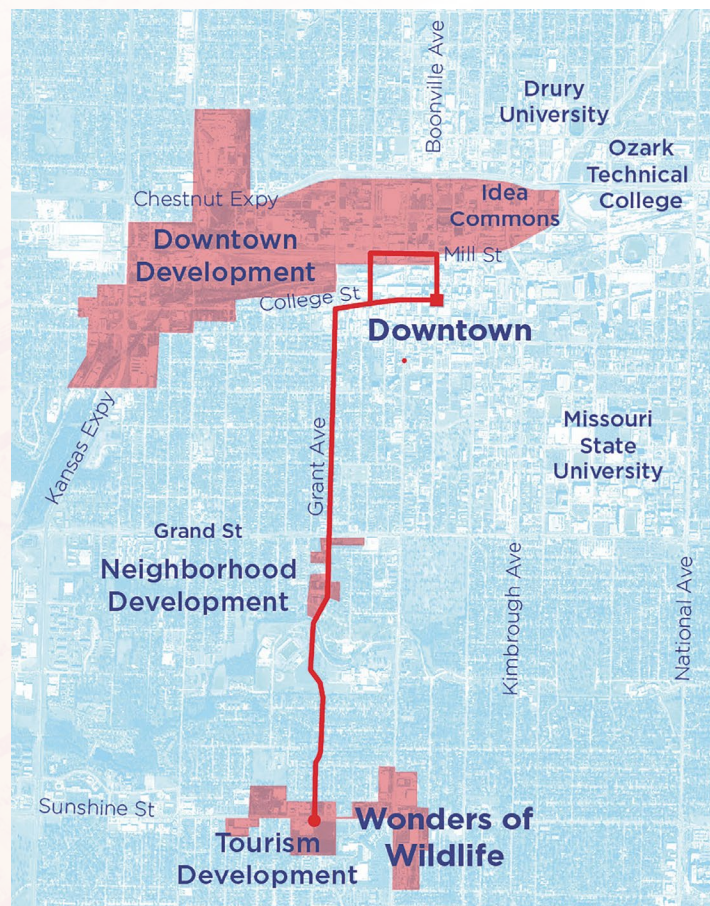 Boonville Ave
Drury
University
Ozark
Technical
College
Chestnut Expy
Idea
Commons
Downtown
Development
Mill St
College St
Downtown
Kansas Expy
Grant Ave
Missouri
State
University
Grand St
Neighborhood
Development
Kimbrough Ave
National Ave
Sunshine St
Wonders of
Wildlife
Tourism
Development